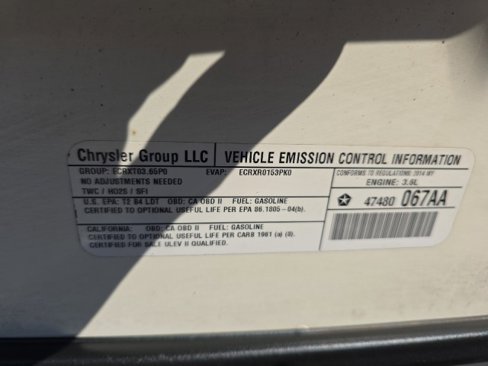 Chrysler Group LLC
VEHICLE EMISSION CONTROL INFORMATION
GROUP: ECRXT03.65P0 EVAP: ECRXR0153PK0
NO ADJUSTMENTS NEEDED
TWC / HO2S / SFI
CONFORMS TO REGULATIONS: 2014 MY
ENGINE: 3.6L
U.S. EPA: T2 B4 LDT OBD: CA OBD II FUEL: GASOLINE
CERTIFIED TO OPTIONAL USEFUL LIFE PER EPA 86.1805-04(b).
47480 067AA
CALIFORNIA: OBD: CA OBD II FUEL: GASOLINE
CERTIFIED TO OPTIONAL USEFUL LIFE PER CARB 1961 (a) (8).
CERTIFIED FOR SALE ULEV II QUALIFIED.